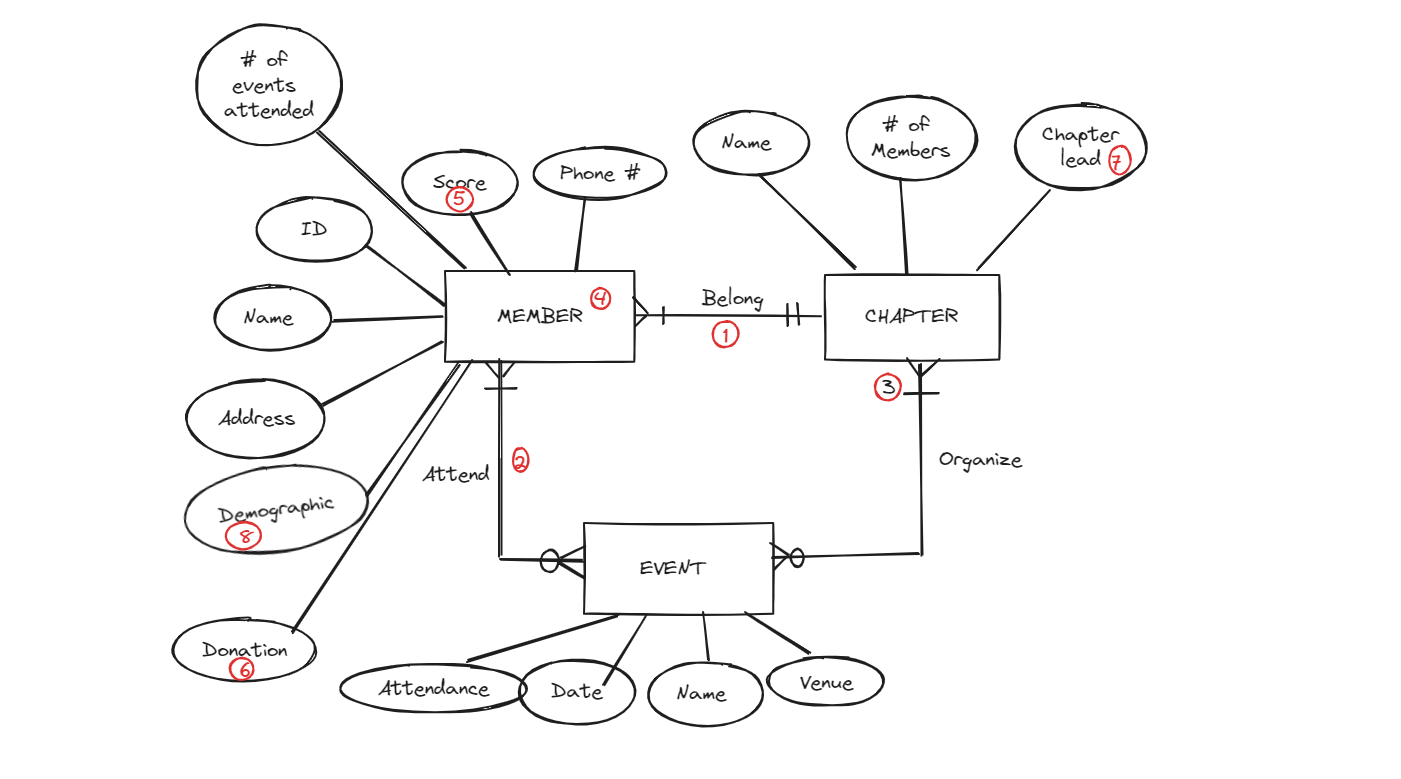 # of
events
attended
Score
5
Phone #
Name
# of
Members
Chapter
lead 7
ID
Name
MEMBER 4
Belong
1
CHAPTER
Address
3
Attend 2
Organize
Demographic
8
EVENT
Donation
6
Attendance
Date
Name
Venue